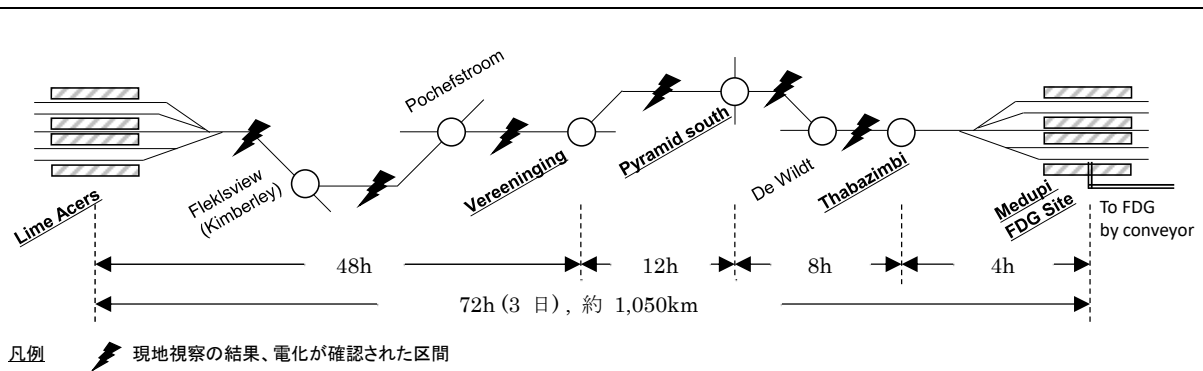 Lime Acers
Fleklsview
(Kimberley)
Pochefstroom
Vereeninging
Pyramid south
De Wildt
Thabazimbi
Medupi
FDG Site
To FDG
by conveyor
48h
12h
8h
4h
72h (3 日) , 約 1,050km
凡例 現地視察の結果、電化が確認された区間